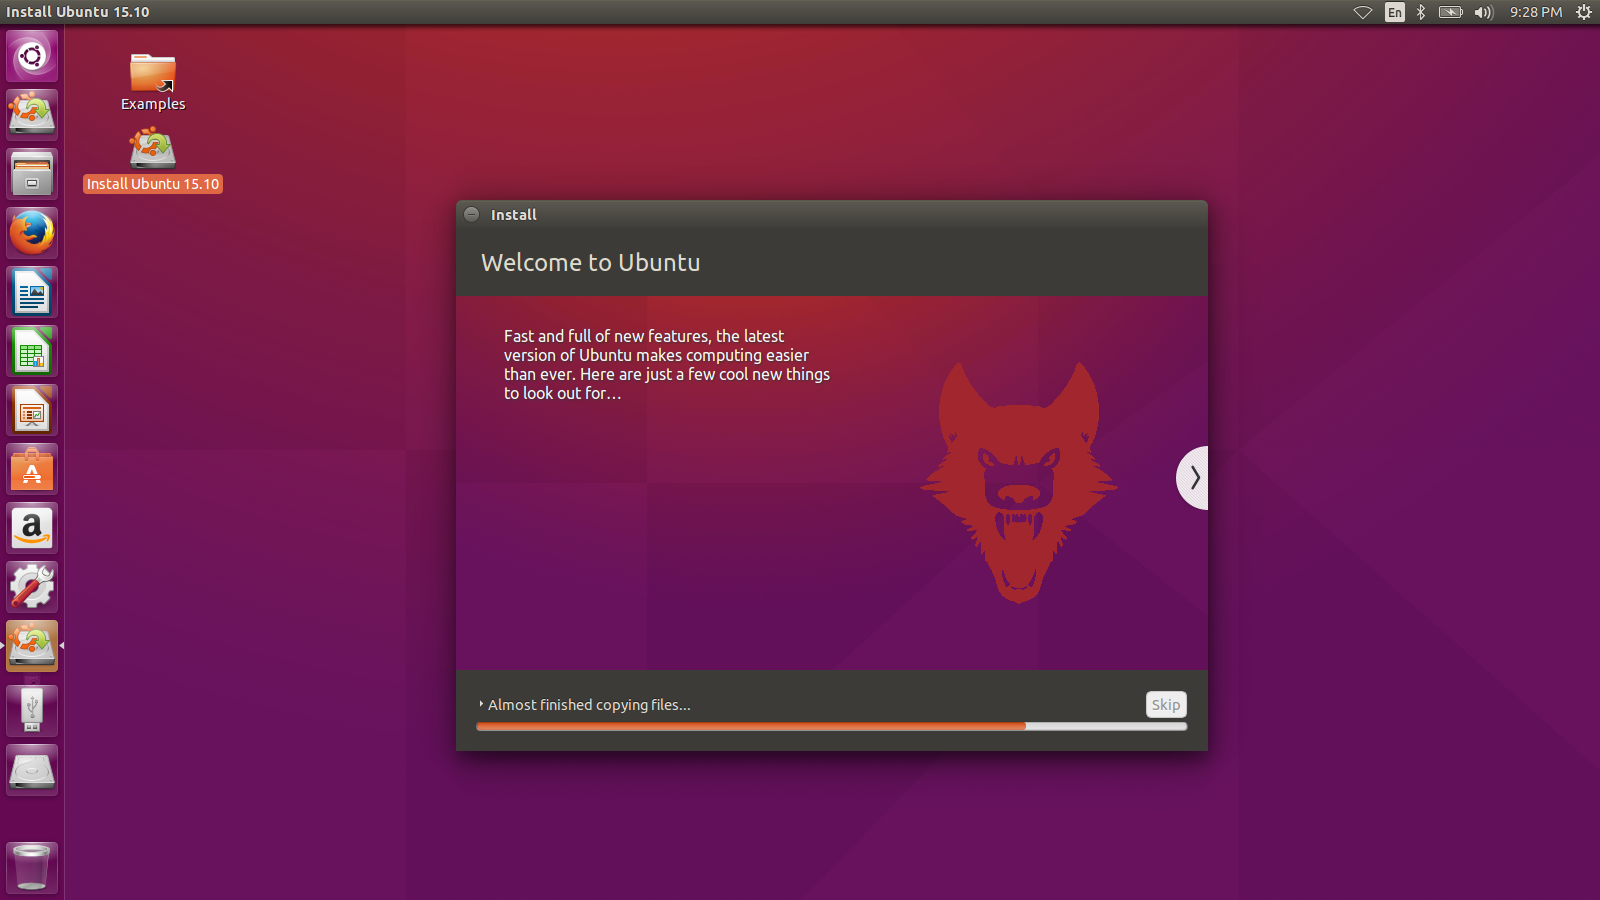 Install Ubuntu 15.10
En
9:28 PM
Examples
Install Ubuntu 15.10
Install
Welcome to Ubuntu
Fast and full of new features, the latest
version of Ubuntu makes computing easier
than ever. Here are just a few cool new things
to look out for…
Almost finished copying files...
Skip
A
a